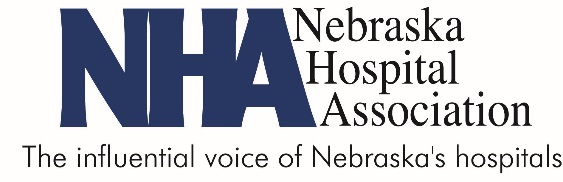 NHA
Nebraska
Hospital
Association
The influential voice of Nebraska's hospitals